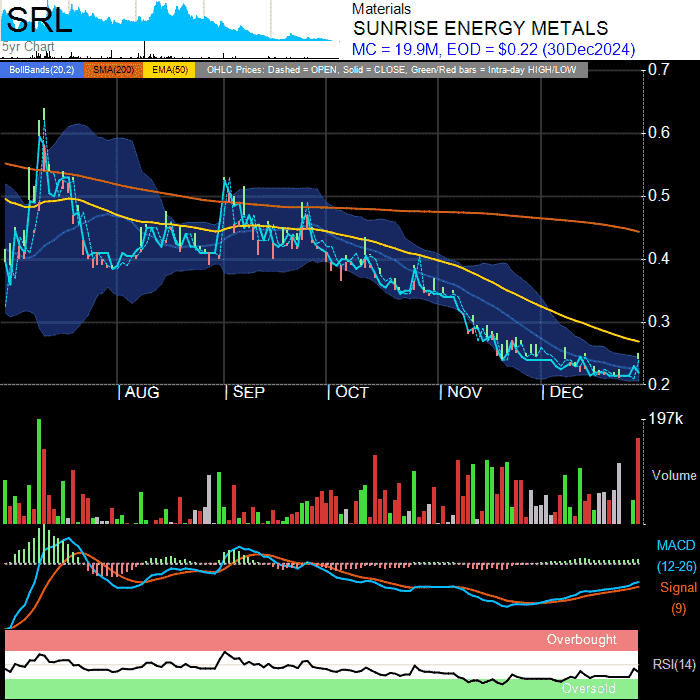 SRL
5yr Chart
Materials
SUNRISE ENERGY METALS
MC = 19.9M, EOD = $0.22 (30Dec2024)
BollBands(20,2) SMA(200) EMA(50) OHLC Prices: Dashed = OPEN, Solid = CLOSE, Green/Red bars = Intra-day HIGH/LOW
0.7
0.6
0.5
0.4
0.3
0.2
AUG SEP OCT NOV DEC
197k
Volume
MACD
(12-26)
Signal
(9)
Overbought
RSI(14)
Oversold